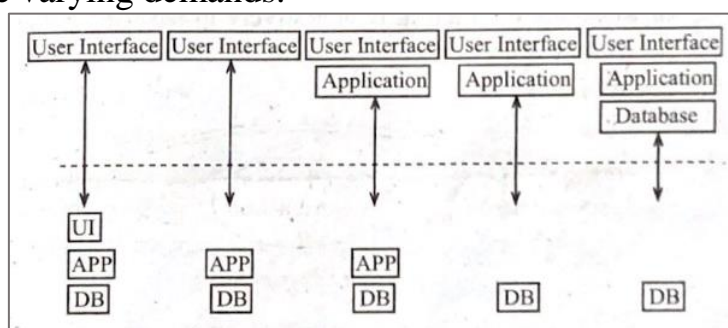 varying demands.
User Interface User Interface User Interface User Interface User Interface
Application Application Application
Database
UI
APP APP APP
DB DB DB DB DB